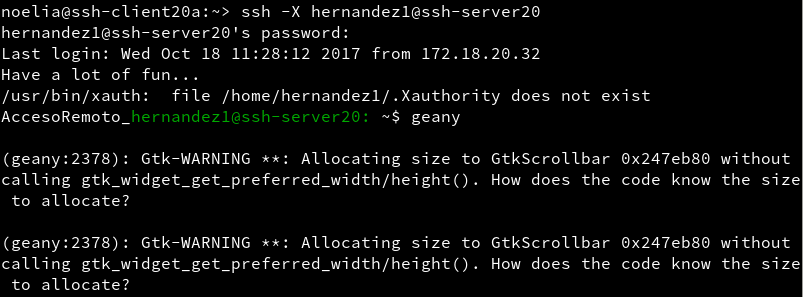 noelia@ssh-client20a:~> ssh -X hernandez1@ssh-server20
hernandez1@ssh-server20's password:
Last login: Wed Oct 18 11:28:12 2017 from 172.18.20.32
Have a lot of fun...
/usr/bin/xauth:  file /home/hernandez1/.Xauthority does not exist
AccesoRemoto_hernandez1@ssh-server20: ~$ geany
(geany:2378): Gtk-WARNING **: Allocating size to GtkScrollbar 0x247eb80 without
calling gtk_widget_get_preferred_width/height(). How does the code know the size
 to allocate?
(geany:2378): Gtk-WARNING **: Allocating size to GtkScrollbar 0x247eb80 without
calling gtk_widget_get_preferred_width/height(). How does the code know the size
 to allocate?